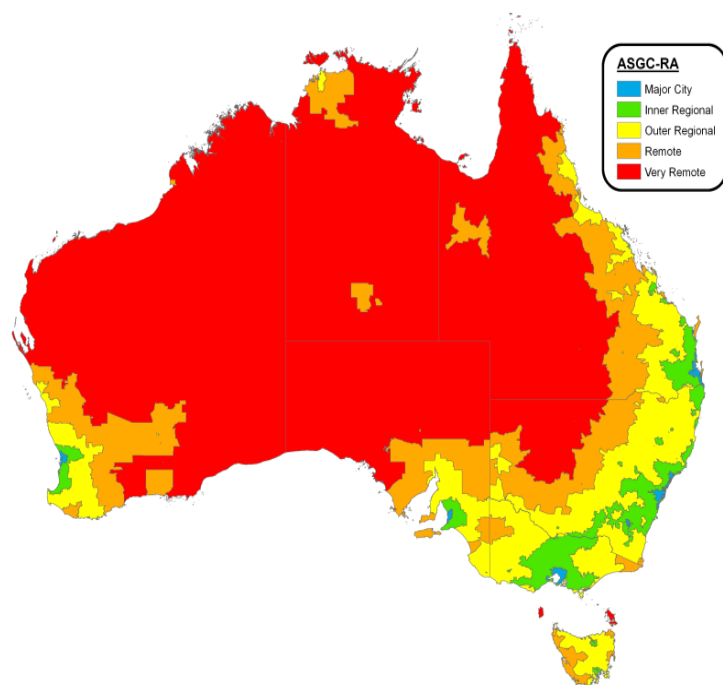 ASGC-RA
Major City
Inner Regional
Outer Regional
Remote
Very Remote